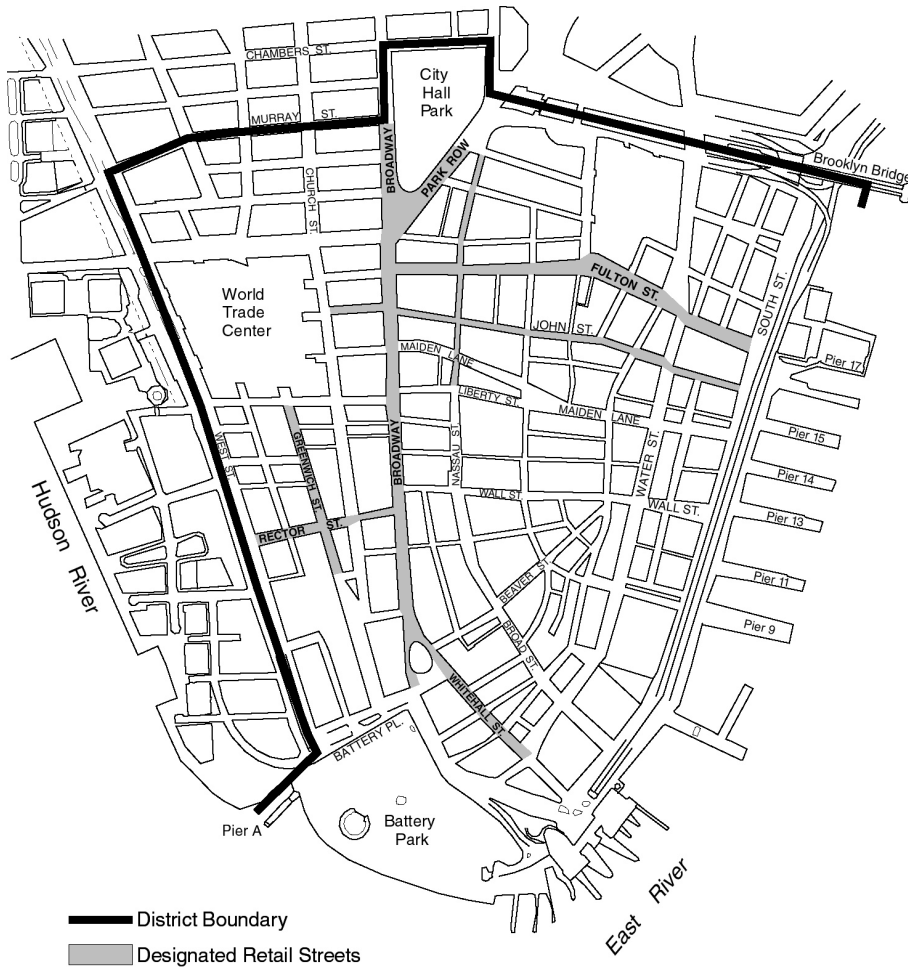 CHAMBERS ST.
City
Hall
Park
MURRAY ST.
BROADWAY
PARK ROW
Brooklyn Bridge
CHURCH ST.
FULTON ST.
SOUTH ST.
World
Trade
Center
JOHN ST.
MAIDEN LANE
Pier 17
LIBERTY ST.
MAIDEN LANE
Pier 15
WEST ST.
GREENWICH ST.
BROADWAY
NASSAU ST.
WATER ST.
Pier 14
WALL ST.
WALL ST.
Pier 13
RECTOR ST.
Hudson River
BEAVER ST.
Pier 11
BROAD ST.
Pier 9
WHITEHALL ST.
BATTERY PL.
Pier A
Battery
Park
East River
District Boundary
Designated Retail Streets